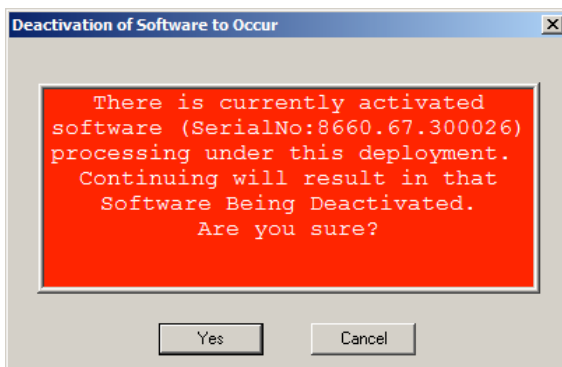 Deactivation of Software to Occur
There is currently activated
software (SerialNo:8660.67.300026)
processing under this deployment.
Continuing will result in that
Software Being Deactivated.
Are you sure?
Yes
Cancel